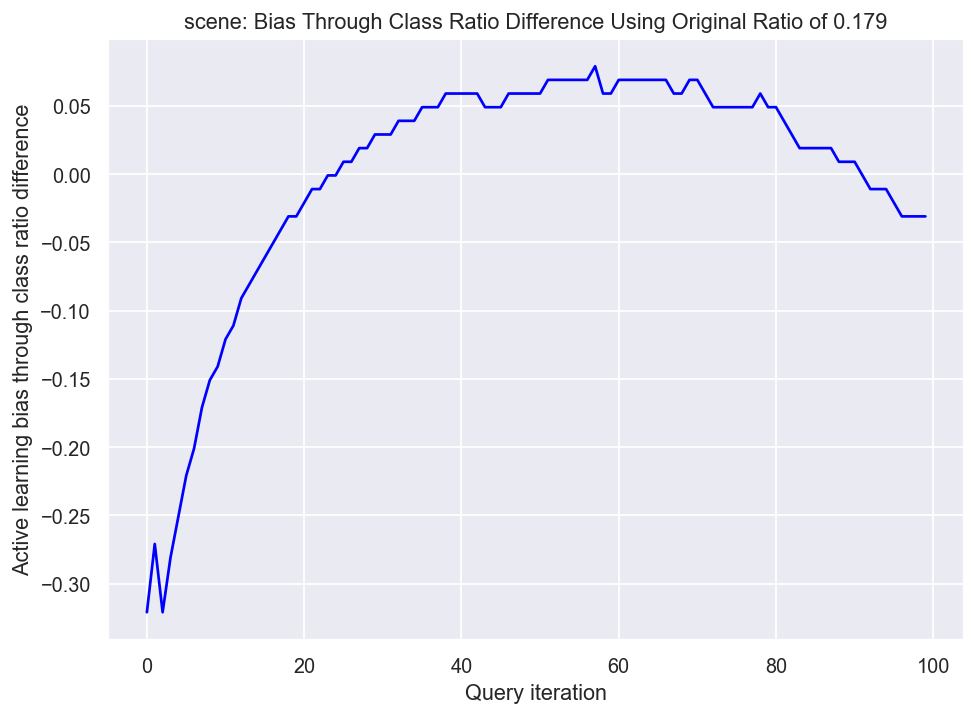 scene: Bias Through Class Ratio Difference Using Original Ratio of 0.179
Active learning bias through class ratio difference
0.05
0.00
−0.05
−0.10
−0.15
−0.20
−0.25
−0.30
0 20 40 60 80 100
Query iteration